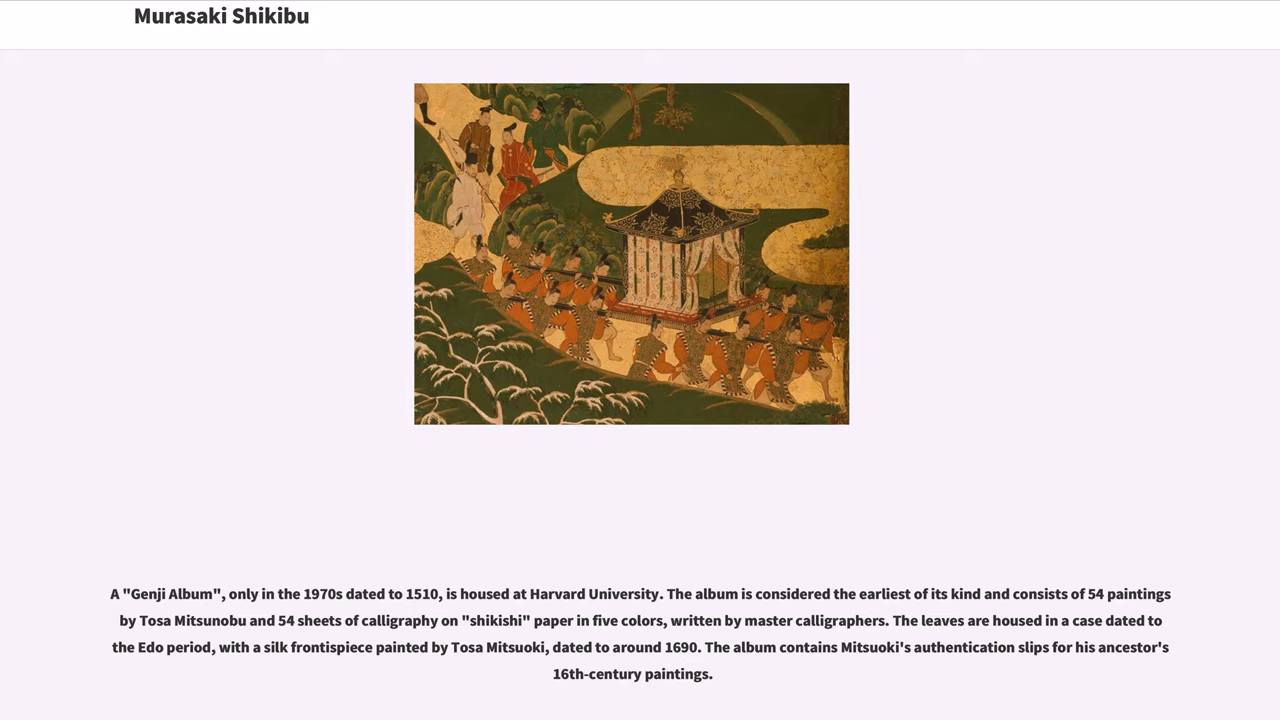 Murasaki Shikibu
A "Genji Album", only in the 1970s dated to 1510, is housed at Harvard University. The album is considered the earliest of its kind and consists of 54 paintings
by Tosa Mitsunobu and 54 sheets of calligraphy on "shikishi" paper in five colors, written by master calligraphers. The leaves are housed in a case dated to
the Edo period, with a silk frontispiece painted by Tosa Mitsuoki, dated to around 1690. The album contains Mitsuoki's authentication slips for his ancestor's
16th-century paintings.